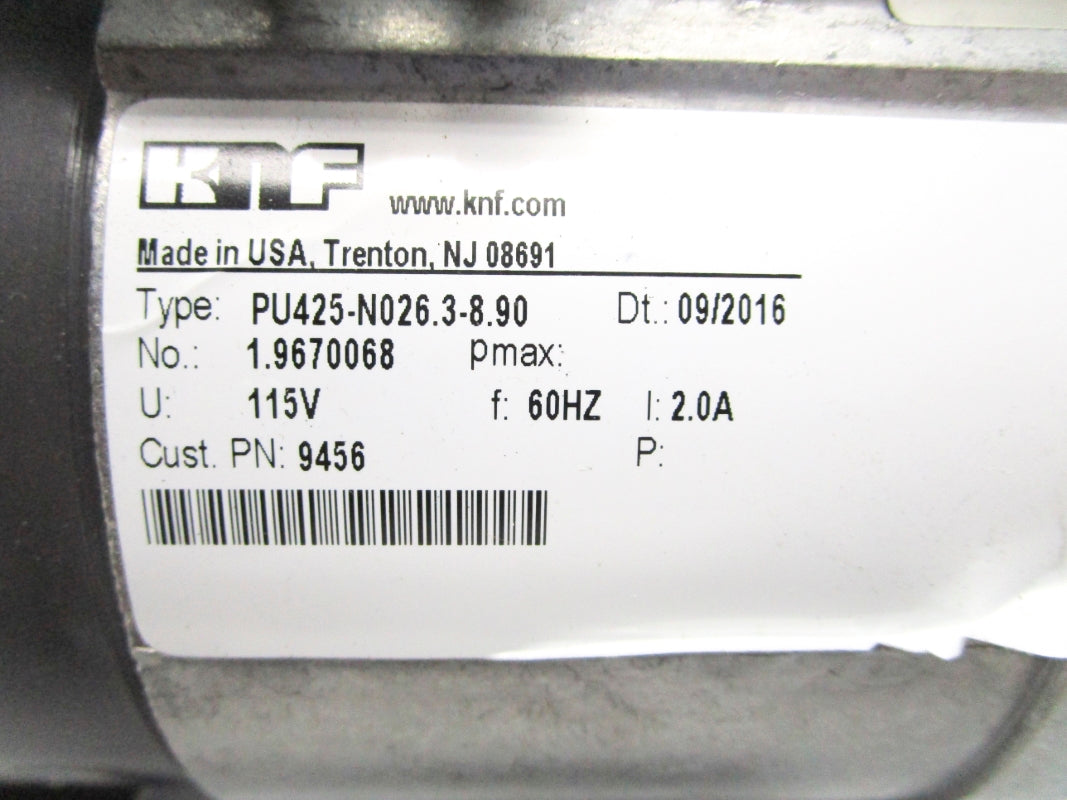 KNF www.knf.com
Made in USA, Trenton, NJ 08691
Type: PU425-N026.3-8.90 Dt.: 09/2016
No.: 1.9670068 pmax:
U: 115V f: 60HZ I: 2.0A
Cust. PN: 9456 P: